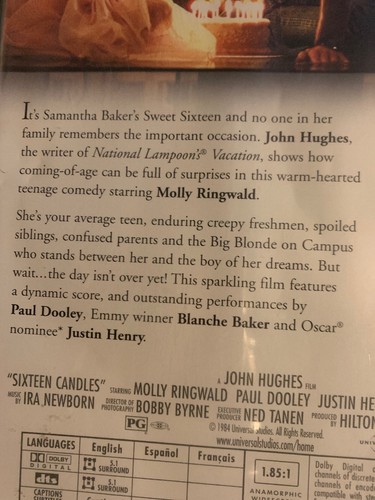 It's Samantha Baker's Sweet Sixteen and no one in her
family remembers the important occasion. John Hughes,
the writer of National Lampoon's® Vacation, shows how
coming-of-age can be full of surprises in this warm-hearted
teenage comedy starring Molly Ringwald.
She's your average teen, enduring creepy freshmen, spoiled
siblings, confused parents and the Big Blonde on Campus
who stands between her and the boy of her dreams. But
wait...the day isn't over yet! This sparkling film features
a dynamic score, and outstanding performances by
Paul Dooley, Emmy winner Blanche Baker and Oscar®
nominee* Justin Henry.
A JOHN HUGHES FILM
"SIXTEEN CANDLES" STARRING MOLLY RINGWALD PAUL DOOLEY JUSTIN HE
MUSIC BY IRA NEWBORN DIRECTOR OF PHOTOGRAPHY BOBBY BYRNE EXECUTIVE PRODUCER NED TANEN PRODUCED BY HILTO
PG © 1984 Universal Studios. All Rights Reserved.
www.universalstudios.com/home
LANGUAGES English Español Français
DOLBY DIGITAL 5.1 SURROUND
CAPTIONS 5.1 SURROUND
1.85:1
ANAMORPHIC
Dolby Digital
channels of discrete
channels of encod
compatible with